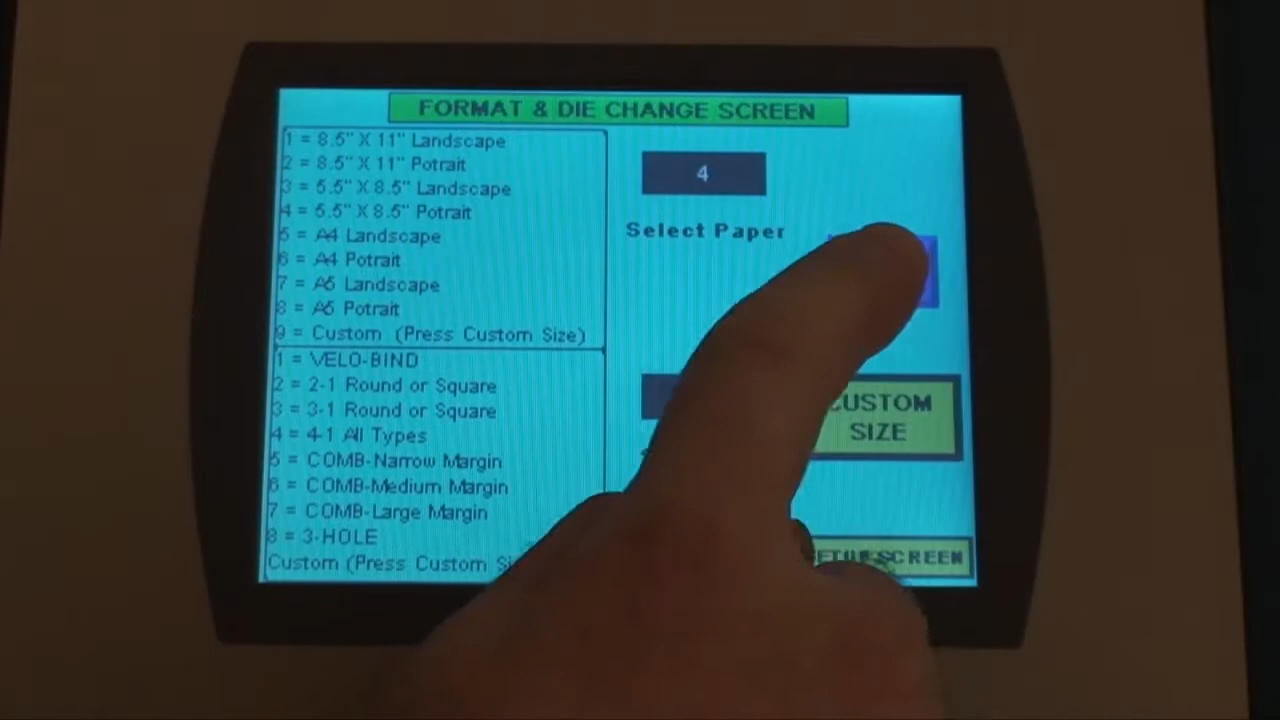 FORMAT & DIE CHANGE SCREEN
1 = 8.5" X 11" Landscape
2 = 8.5" X 11" Potrait
3 = 5.5" X 8.5" Landscape
4 = 5.5" X 8.5" Potrait
5 = A4 Landscape
6 = A4 Potrait
7 = A5 Landscape
8 = A5 Potrait
9 = Custom (Press Custom Size)
1 = VELO-BIND
2 = 2-1 Round or Square
3 = 3-1 Round or Square
4 = 4-1 All Types
5 = COMB-Narrow Margin
6 = COMB-Medium Margin
7 = COMB-Large Margin
8 = 3-HOLE
Custom (Press Custom
4
Select Paper
CUSTOM
SIZE
SCREEN